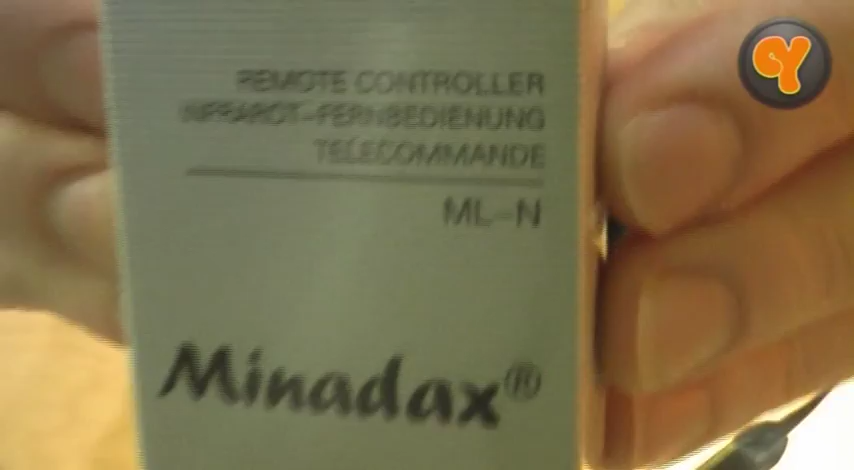 REMOTE CONTROLLER
INFRAROT-FERNBEDIENUNG
TELECOMMANDE
ML-N
Minadax®